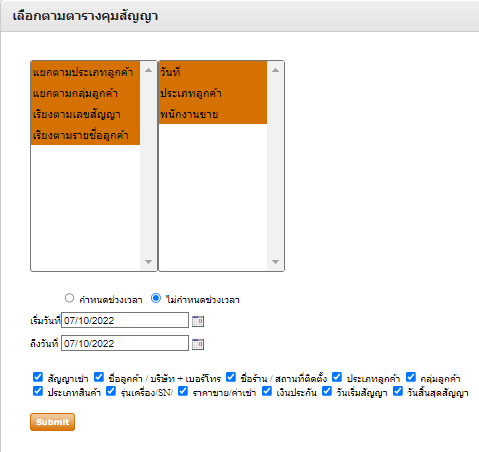 เลือกตามตารางคุมสัญญา
แยกตามประเภทลูกค้า
แยกตามกลุ่มลูกค้า
เรียงตามเลขสัญญา
เรียงตามรายชื่อลูกค้า
วันที่
ประเภทลูกค้า
พนักงานขาย
กำหนดช่วงเวลา ไม่กำหนดช่วงเวลา
เริ่มวันที่ 07/10/2022
ถึงวันที่ 07/10/2022
สัญญาเช่า ชื่อลูกค้า / บริษัท + เบอร์โทร ชื่อร้าน / สถานที่ติดตั้ง ประเภทลูกค้า กลุ่มลูกค้า
ประเภทสินค้า รุ่นเครื่อง/SN/ ราคาขาย/ค่าเช่า เงินประกัน วันเริ่มสัญญา วันสิ้นสุดสัญญา
Submit